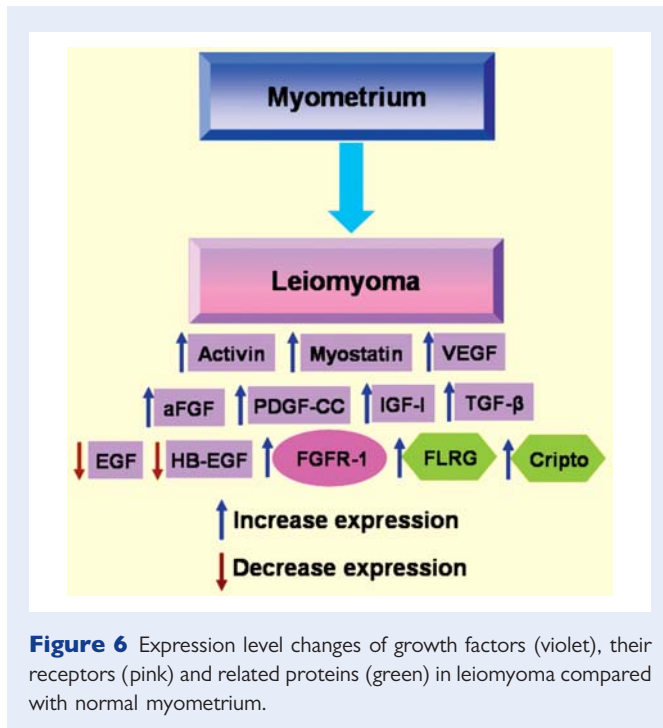 Myometrium
Leiomyoma
Activin Myostatin VEGF
aFGF PDGF-CC IGF-I TGF-β
EGF HB-EGF FGFR-1 FLRG Cripto
Increase expression
Decrease expression
Figure 6 Expression level changes of growth factors (violet), their
receptors (pink) and related proteins (green) in leiomyoma compared
with normal myometrium.